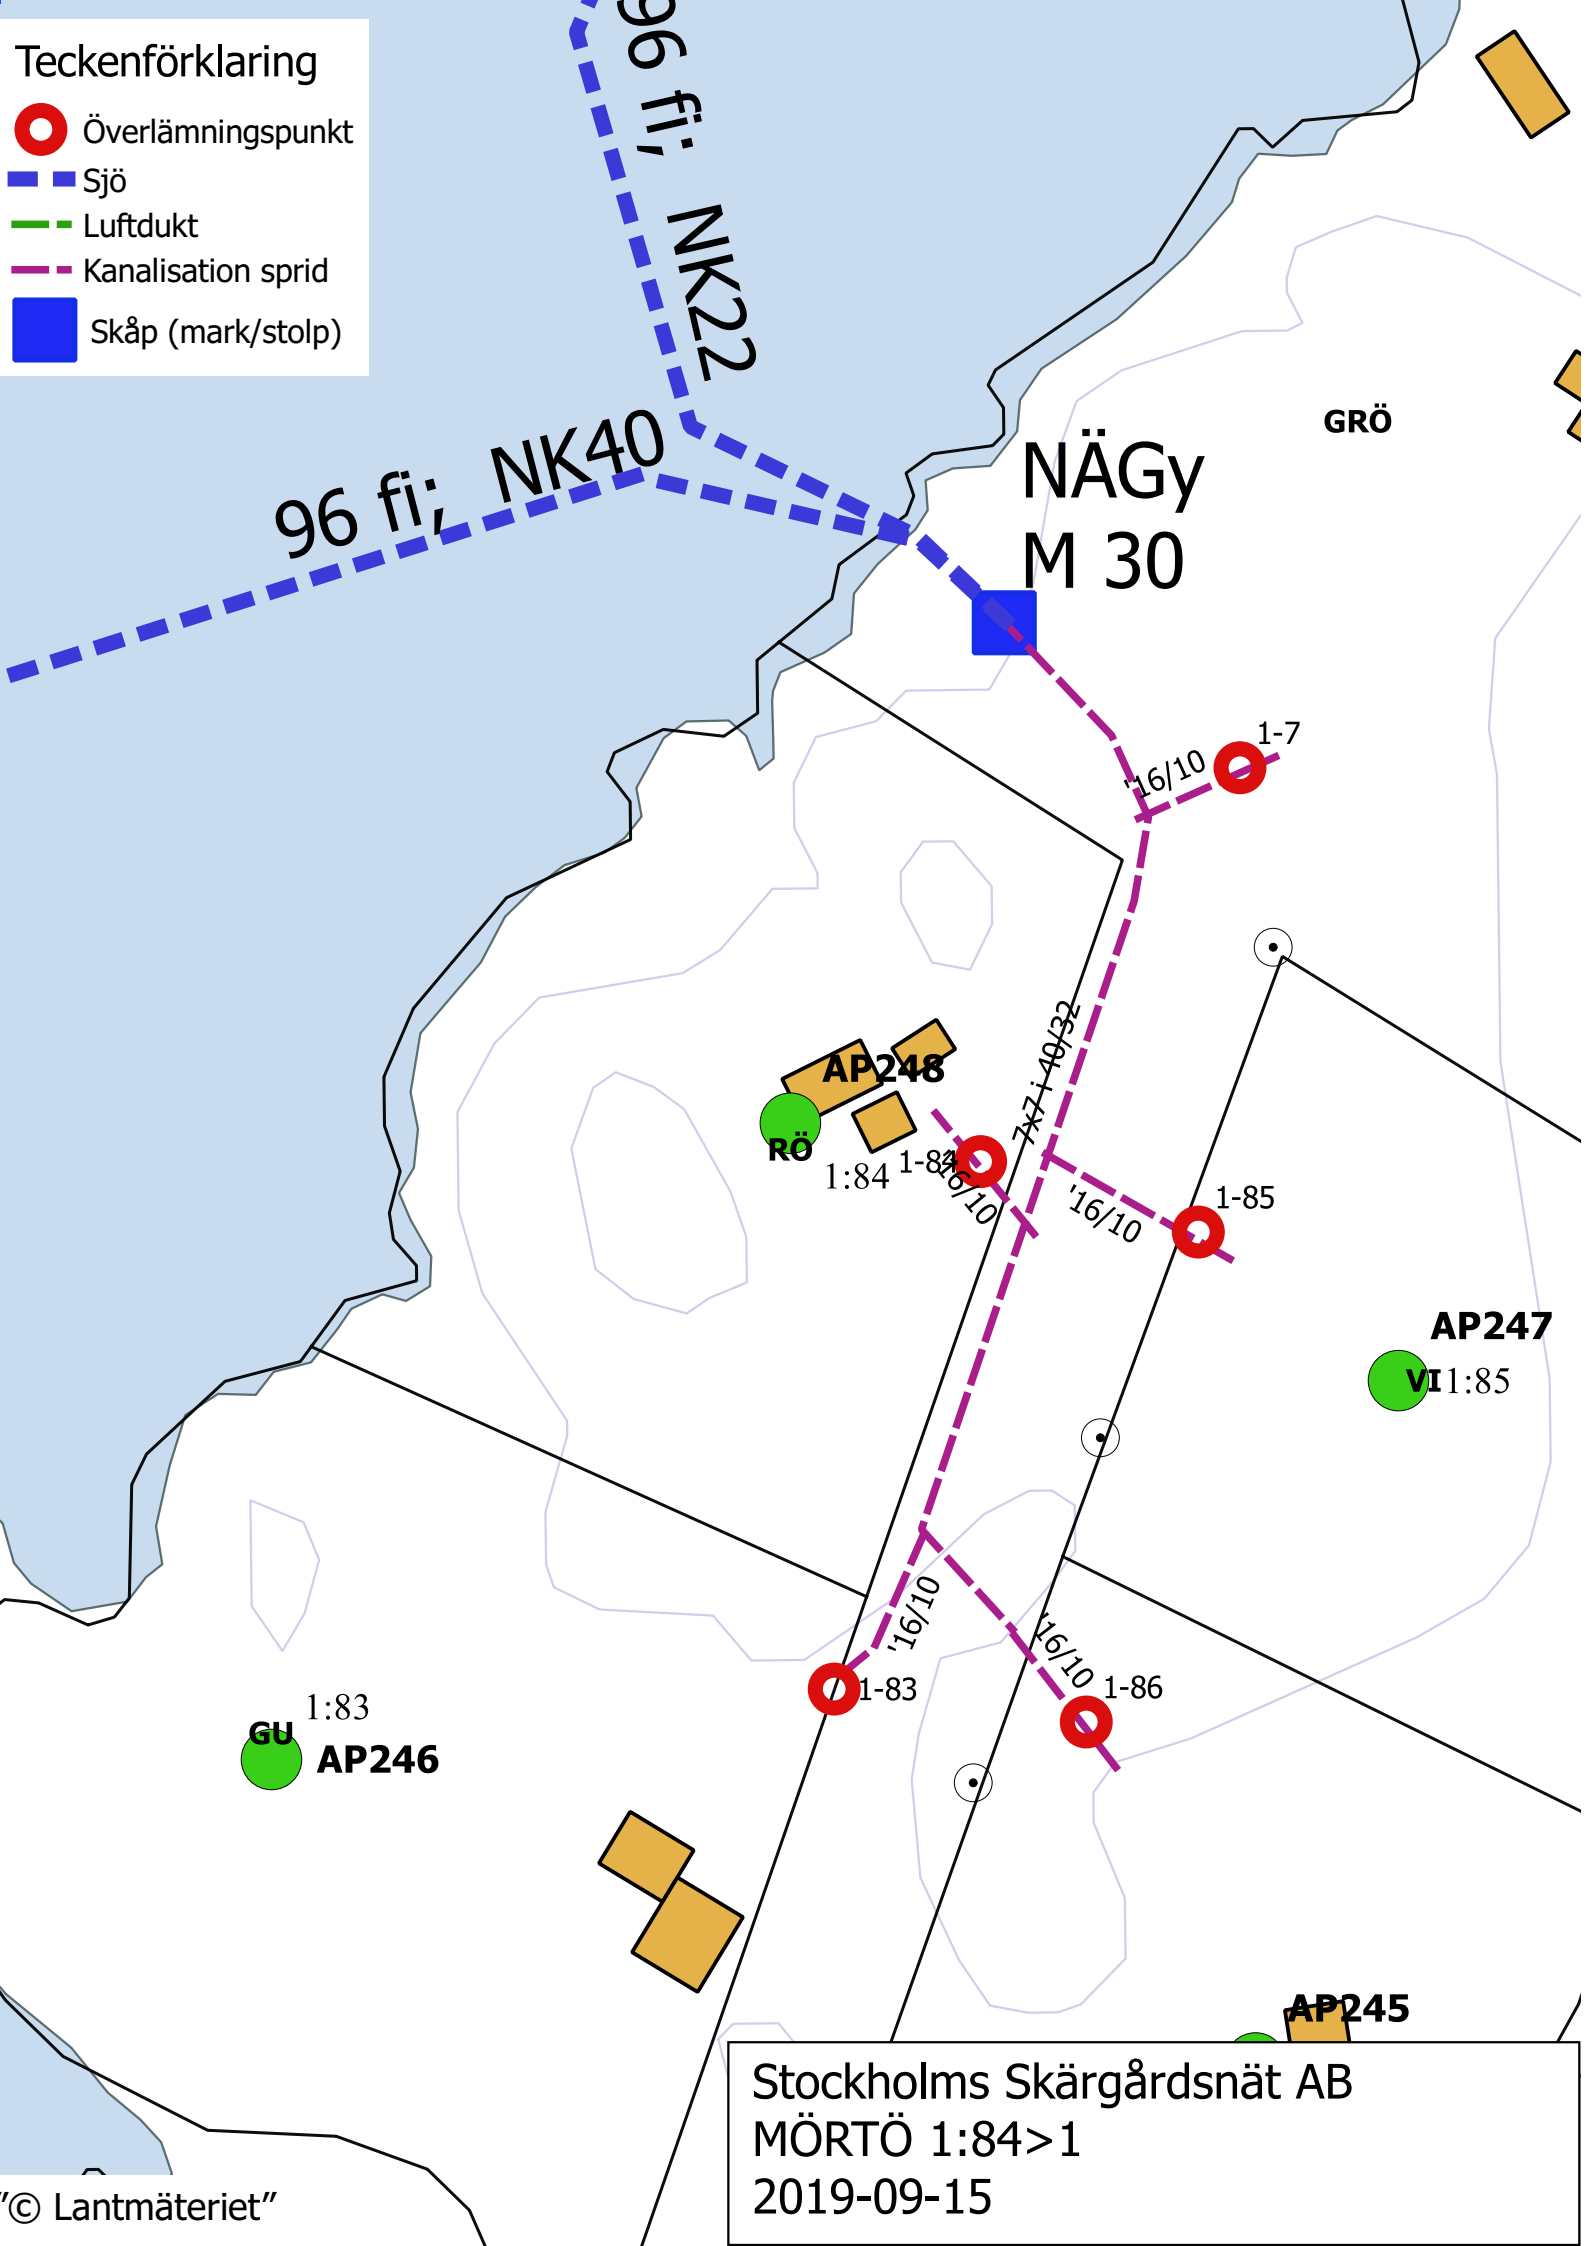 Teckenförklaring
Överlämningspunkt
Sjö
Luftdukt
Kanalisation sprid
Skåp (mark/stolp)
96 fi; NK22
96 fi; NK40
GRÖ
NÄGy
M 30
1-7
'16/10
7x7 i 40/32
AP248
RÖ
1:84
1-84
'16/10
'16/10
1-85
AP247
VI
1:85
'16/10
'16/10
1-83
1-86
1:83
GU
AP246
AP245
Stockholms Skärgårdsnät AB
MÖRTÖ 1:84>1
2019-09-15
"© Lantmäteriet"